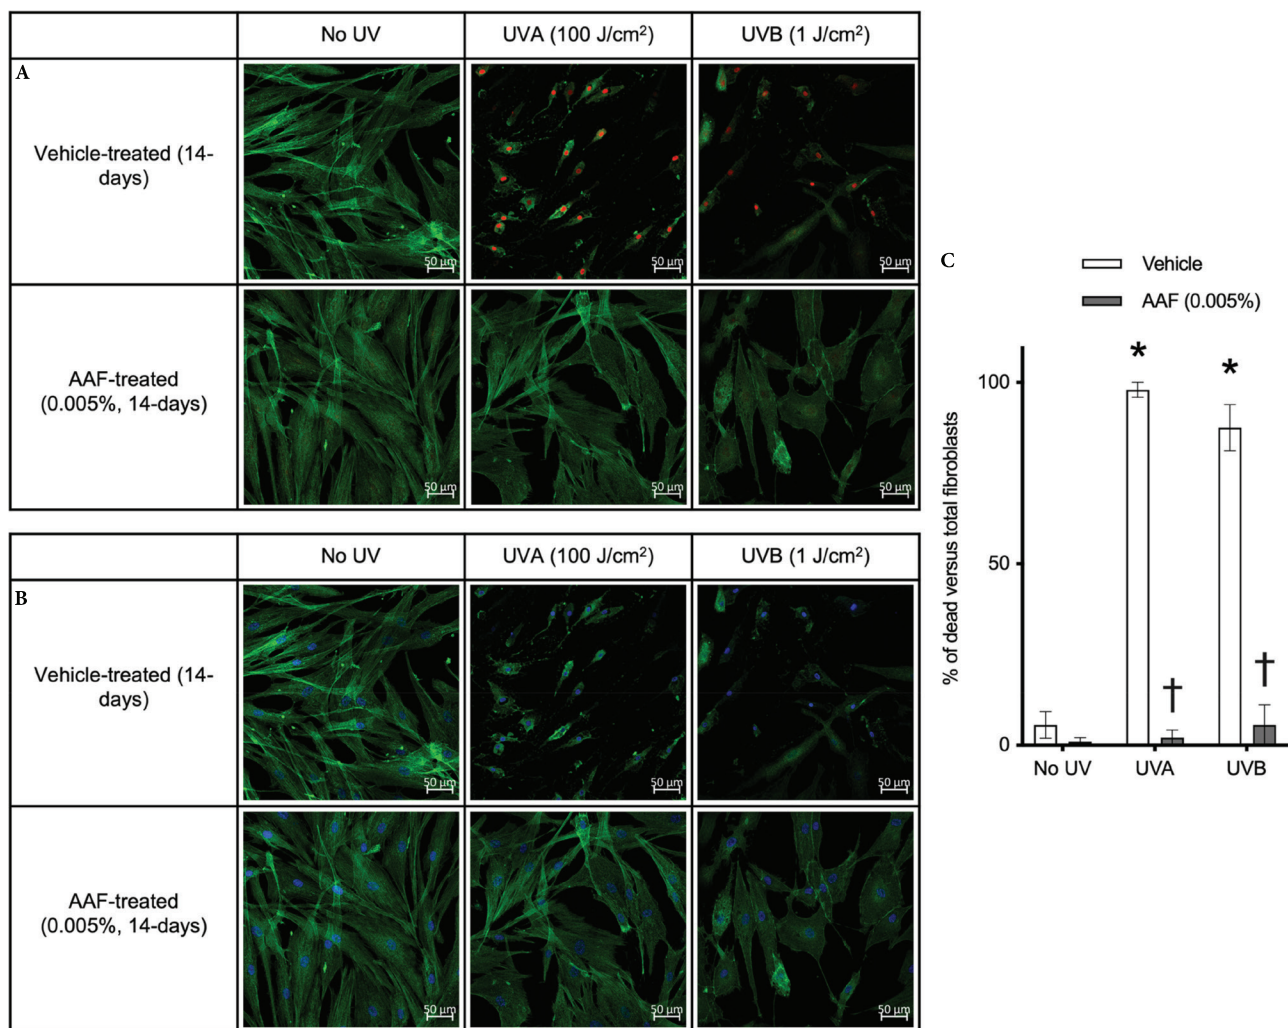 No UV UVA (100 J/cm²) UVB (1 J/cm²)
A
Vehicle-treated (14-
days)
50 µm 50 µm 50 µm
AAF-treated
(0.005%, 14-days)
50 µm 50 µm 50 µm
No UV UVA (100 J/cm²) UVB (1 J/cm²)
B
Vehicle-treated (14-
days)
50 µm 50 µm 50 µm
AAF-treated
(0.005%, 14-days)
50 µm 50 µm 50 µm
C
Vehicle
AAF (0.005%)
% of dead versus total fibroblasts
100
50
0
* *
† †
No UV UVA UVB